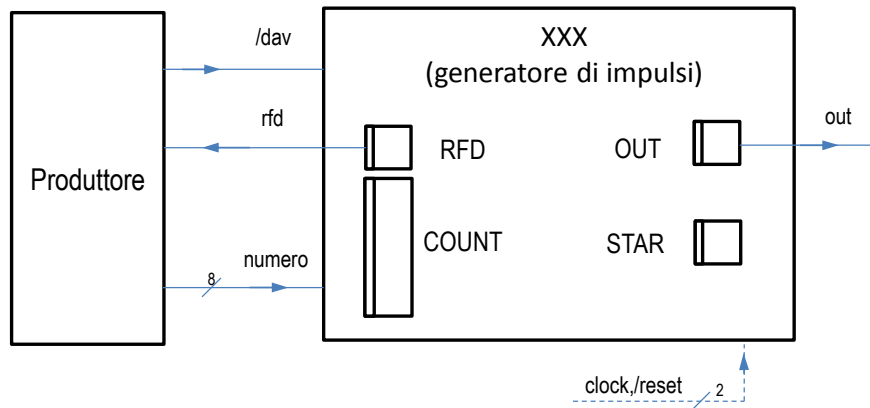 /dav
XXX
(generatore di impulsi)
rfd
out
RFD
OUT
Produttore
COUNT
STAR
numero
8
clock,/reset
2